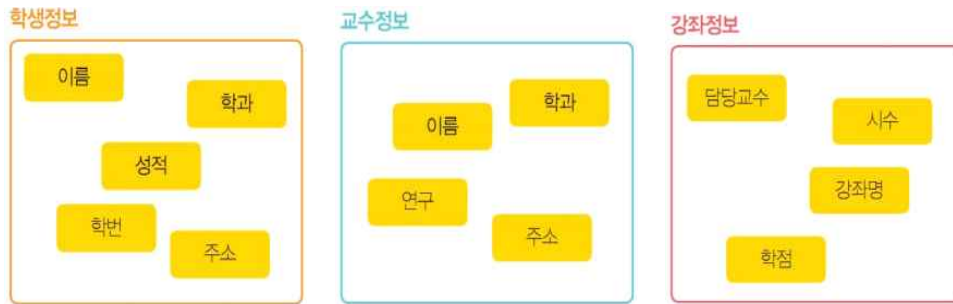 학생정보
이름
학과
성적
학번
주소
교수정보
학과
이름
연구
주소
강좌정보
담당교수
시수
강좌명
학점